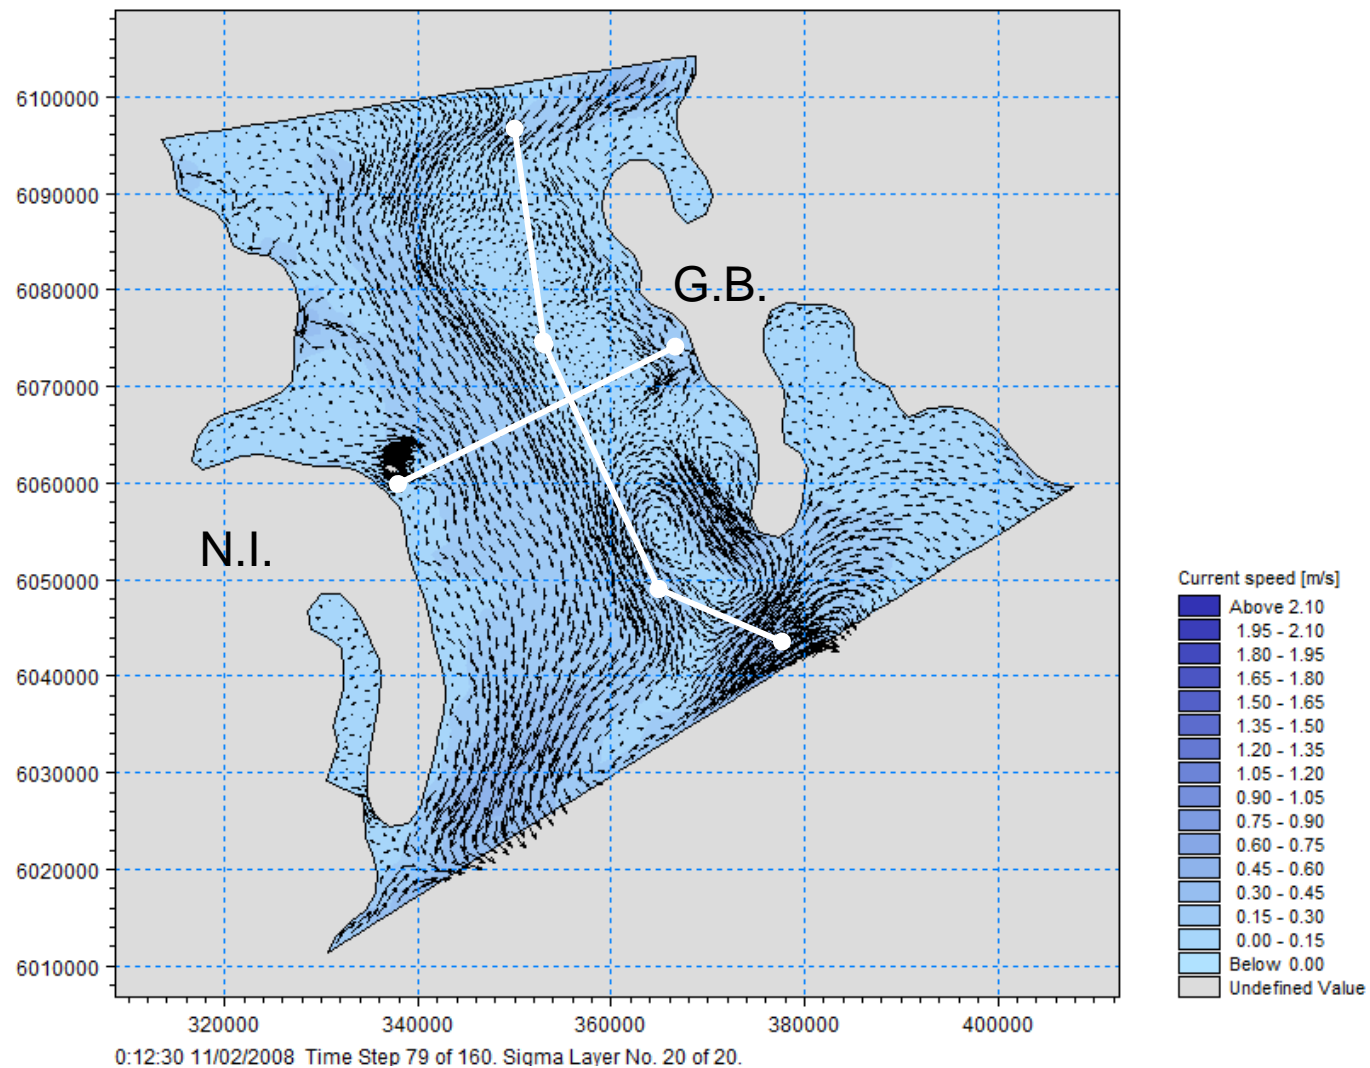 6100000
6090000
6080000
6070000
6060000
6050000
6040000
6030000
6020000
6010000
G.B.
N.I.
320000 340000 360000 380000 400000
0:12:30 11/02/2008 Time Step 79 of 160. Sigma Layer No. 20 of 20.
Current speed [m/s]
Above 2.10
1.95 - 2.10
1.80 - 1.95
1.65 - 1.80
1.50 - 1.65
1.35 - 1.50
1.20 - 1.35
1.05 - 1.20
0.90 - 1.05
0.75 - 0.90
0.60 - 0.75
0.45 - 0.60
0.30 - 0.45
0.15 - 0.30
0.00 - 0.15
Below 0.00
Undefined Value